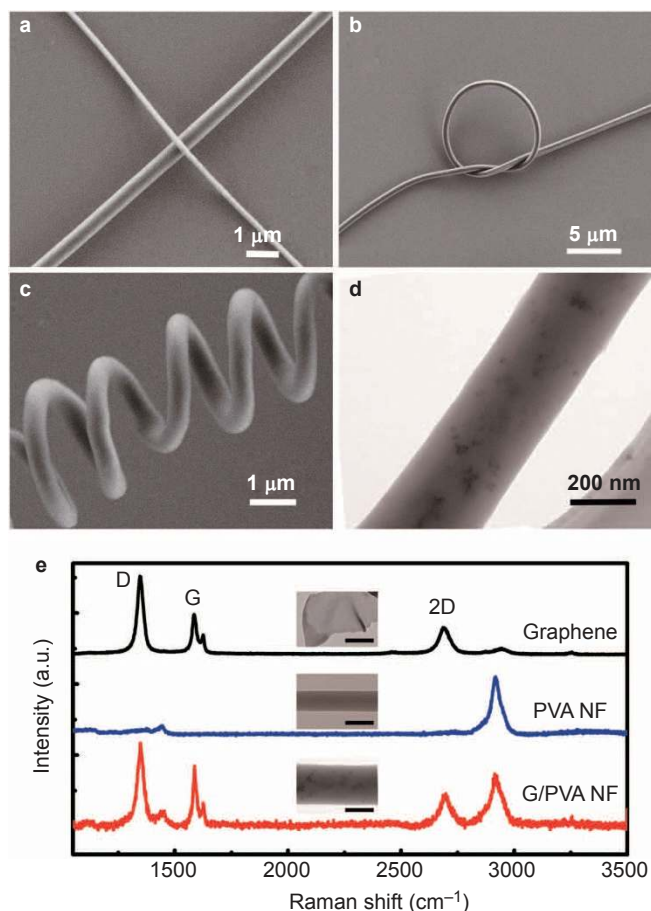 a
1 μm
b
5 μm
c
1 μm
d
200 nm
e
D
G
2D
Graphene
PVA NF
G/PVA NF
Intensity (a.u.)
1500 2000 2500 3000 3500
Raman shift (cm⁻¹)